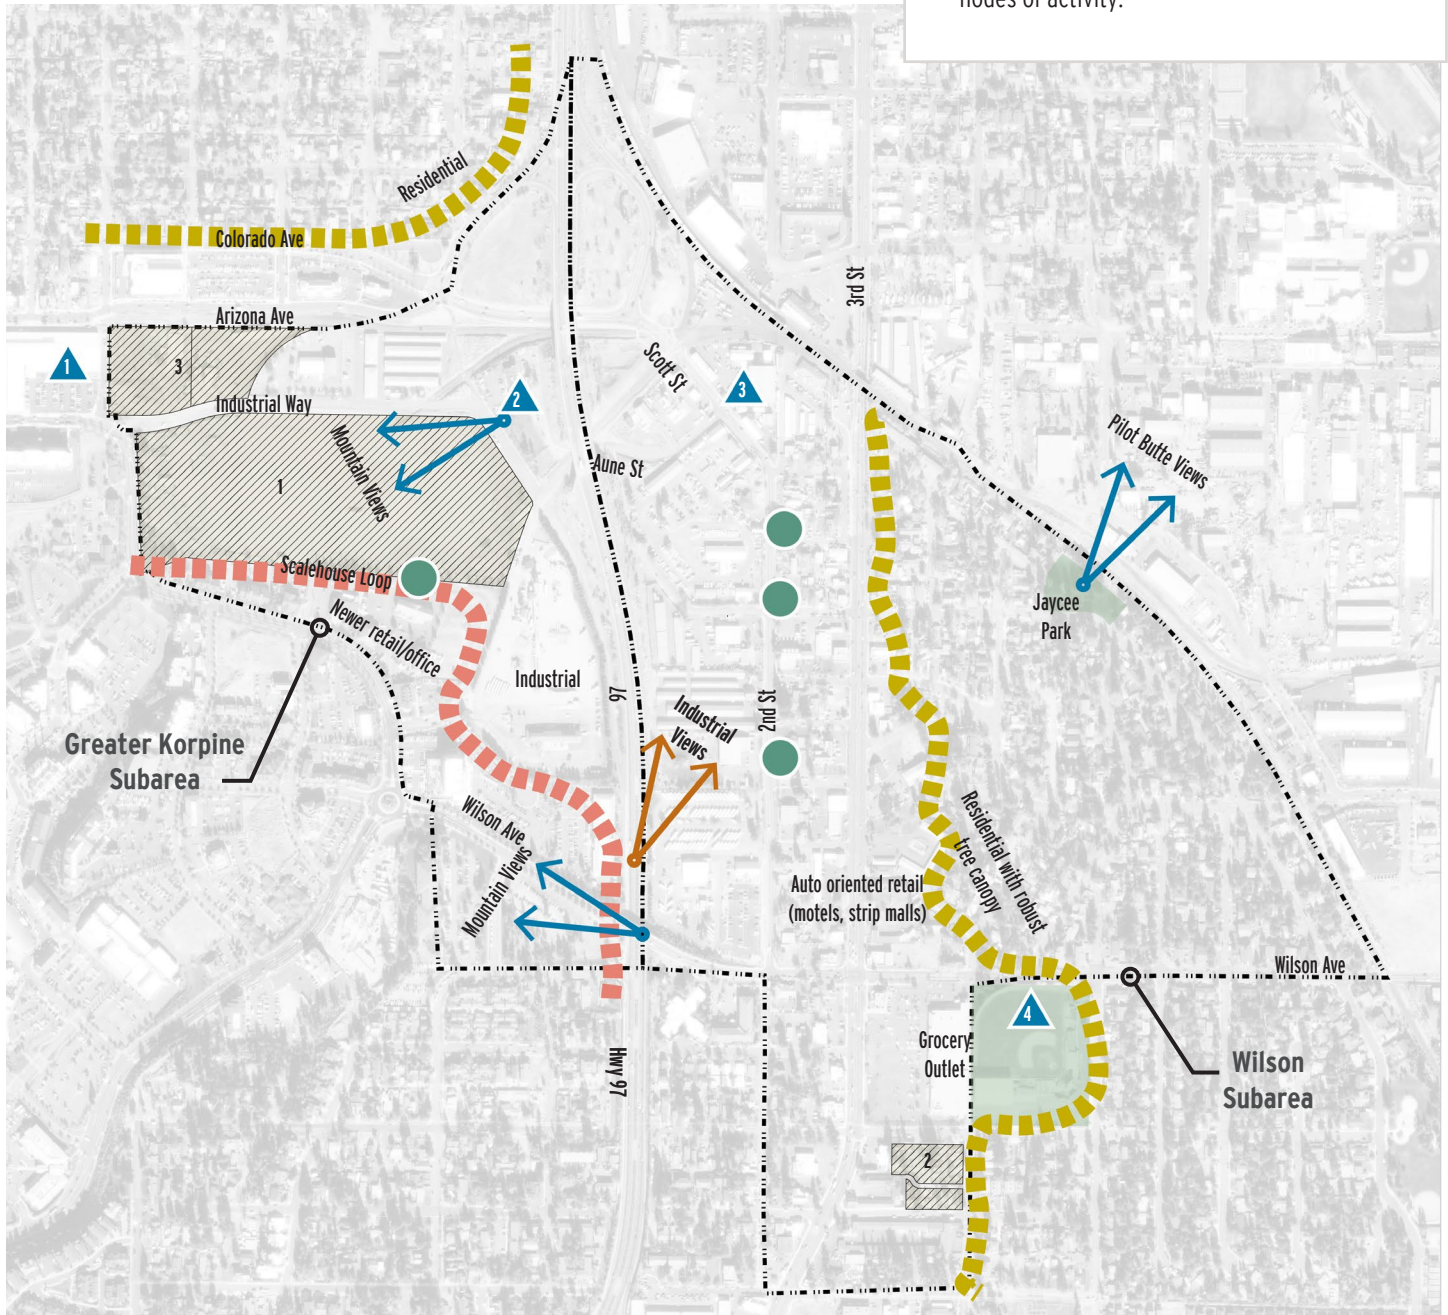 nodes of activity.
Residential
Colorado Ave
Arizona Ave
3rd St
1
3
Scott St
3
2
Industrial Way
Mountain Views
Pilot Butte Views
Aune St
1
Scalehouse Loop
Newer retail/office
Jaycee
Park
Industrial
97
Industrial
Views
2nd St
Greater Korpine
Subarea
Wilson Ave
Mountain Views
Residential with robust
tree canopy
Auto oriented retail
(motels, strip malls)
Wilson Ave
4
Grocery
Outlet
Hwy 97
Wilson
Subarea
2